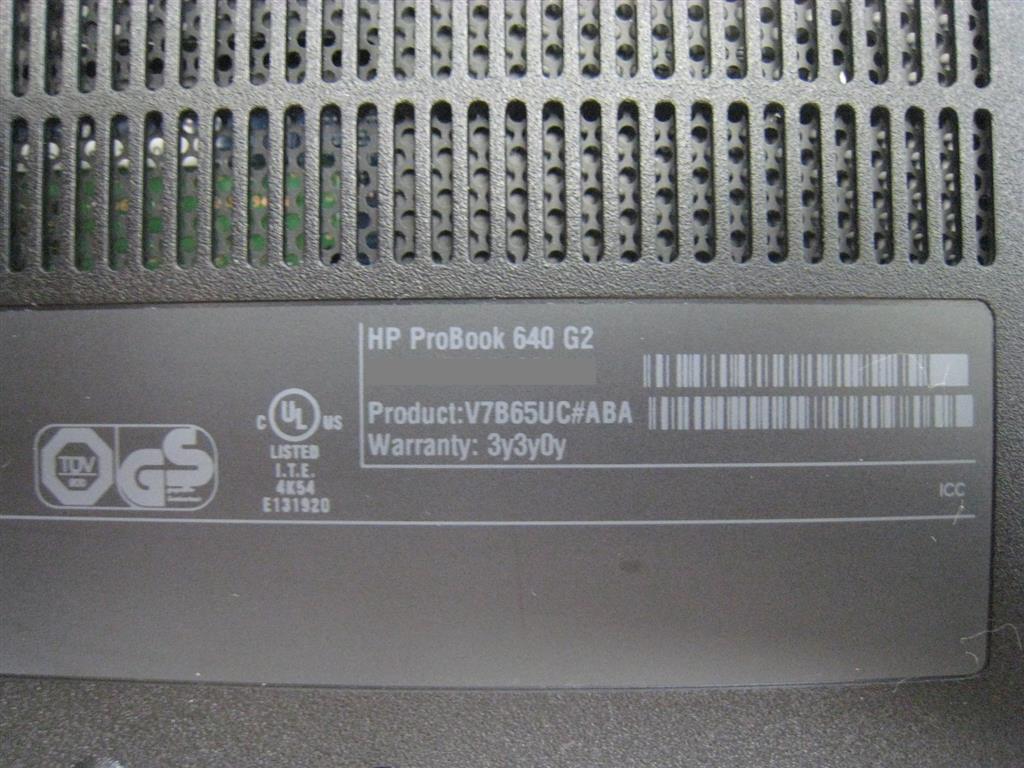 HP ProBook 640 G2
Product:V7B65UC#ABA
Warranty: 3y3y0y
C UL US
LISTED
I.T.E.
4K54
E131920
TÜV
GS
ICC